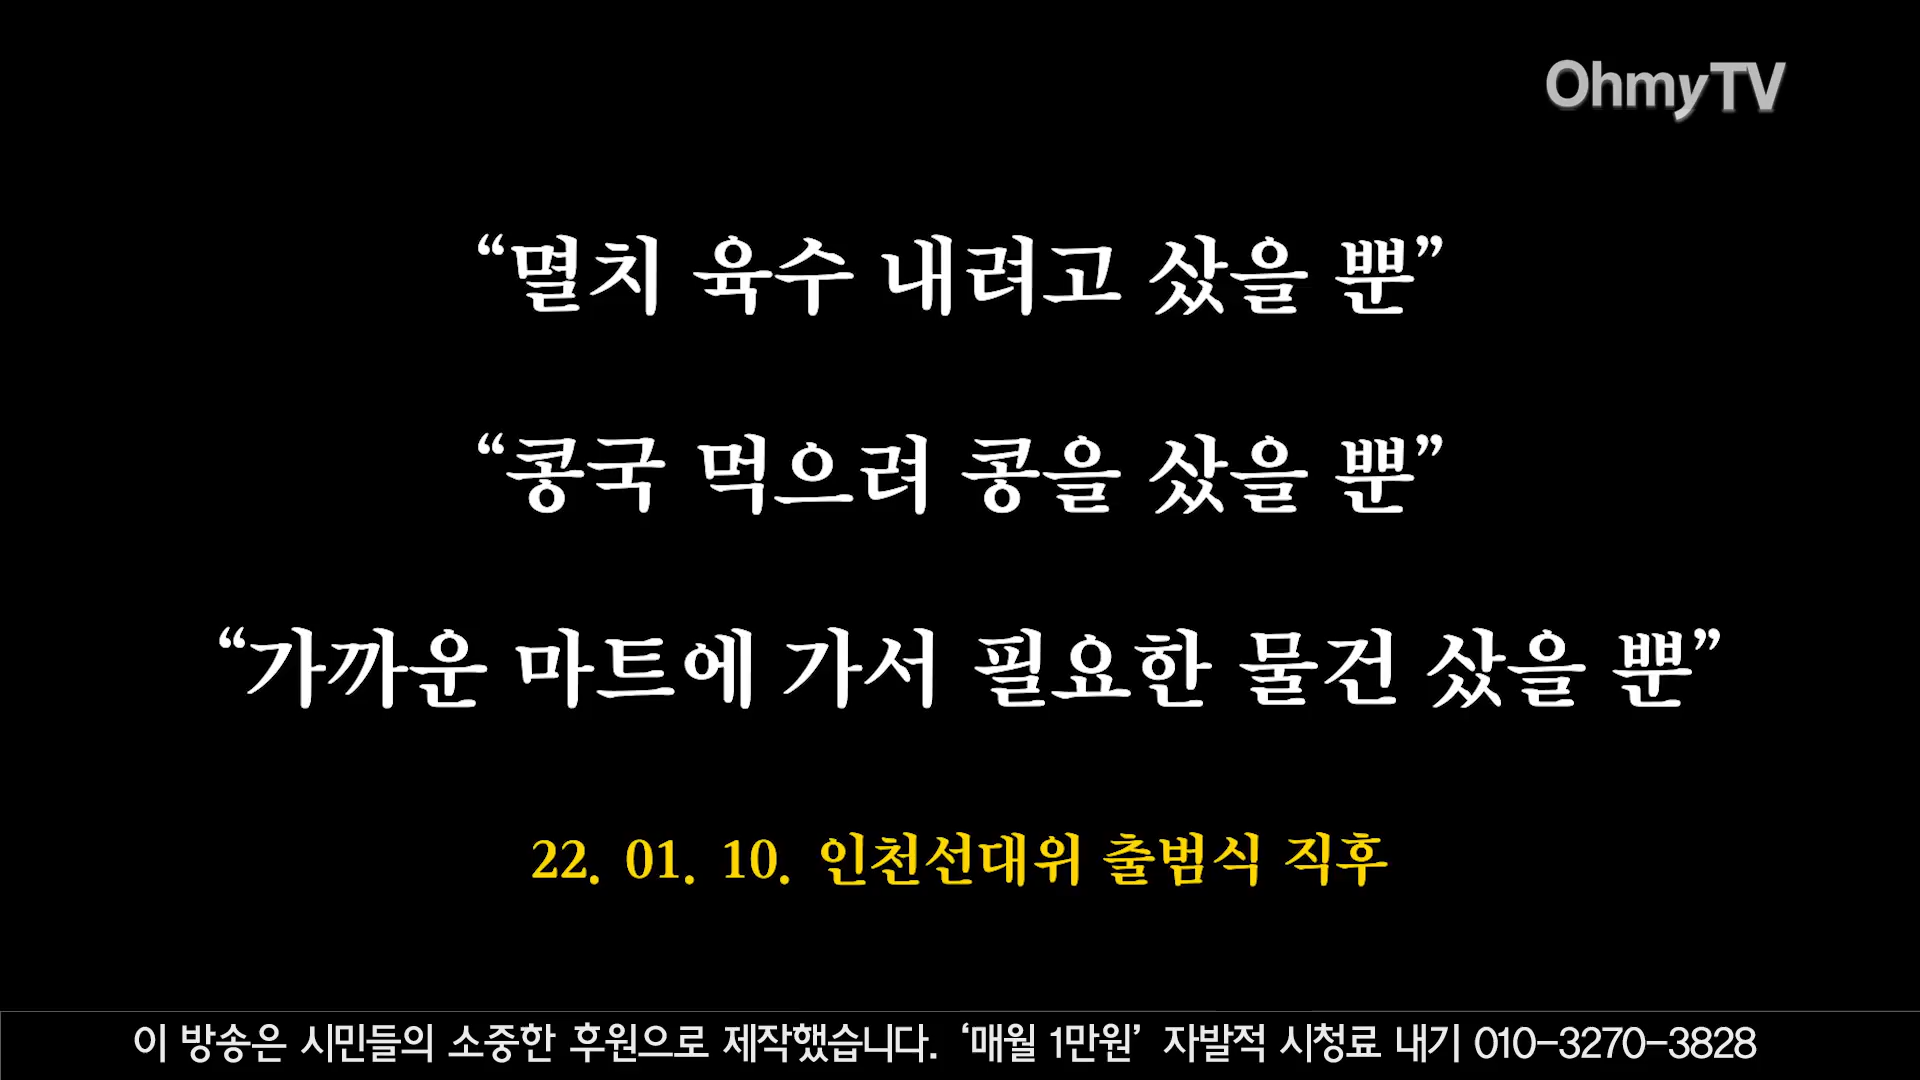 OhmyTV
“멸치 육수 내려고 샀을 뿐”
“콩국 먹으려 콩을 샀을 뿐”
“가까운 마트에 가서 필요한 물건 샀을 뿐”
22. 01. 10. 인천선대위 출범식 직후
이 방송은 시민들의 소중한 후원으로 제작했습니다. ‘매월 1만원’ 자발적 시청료 내기 010-3270-3828